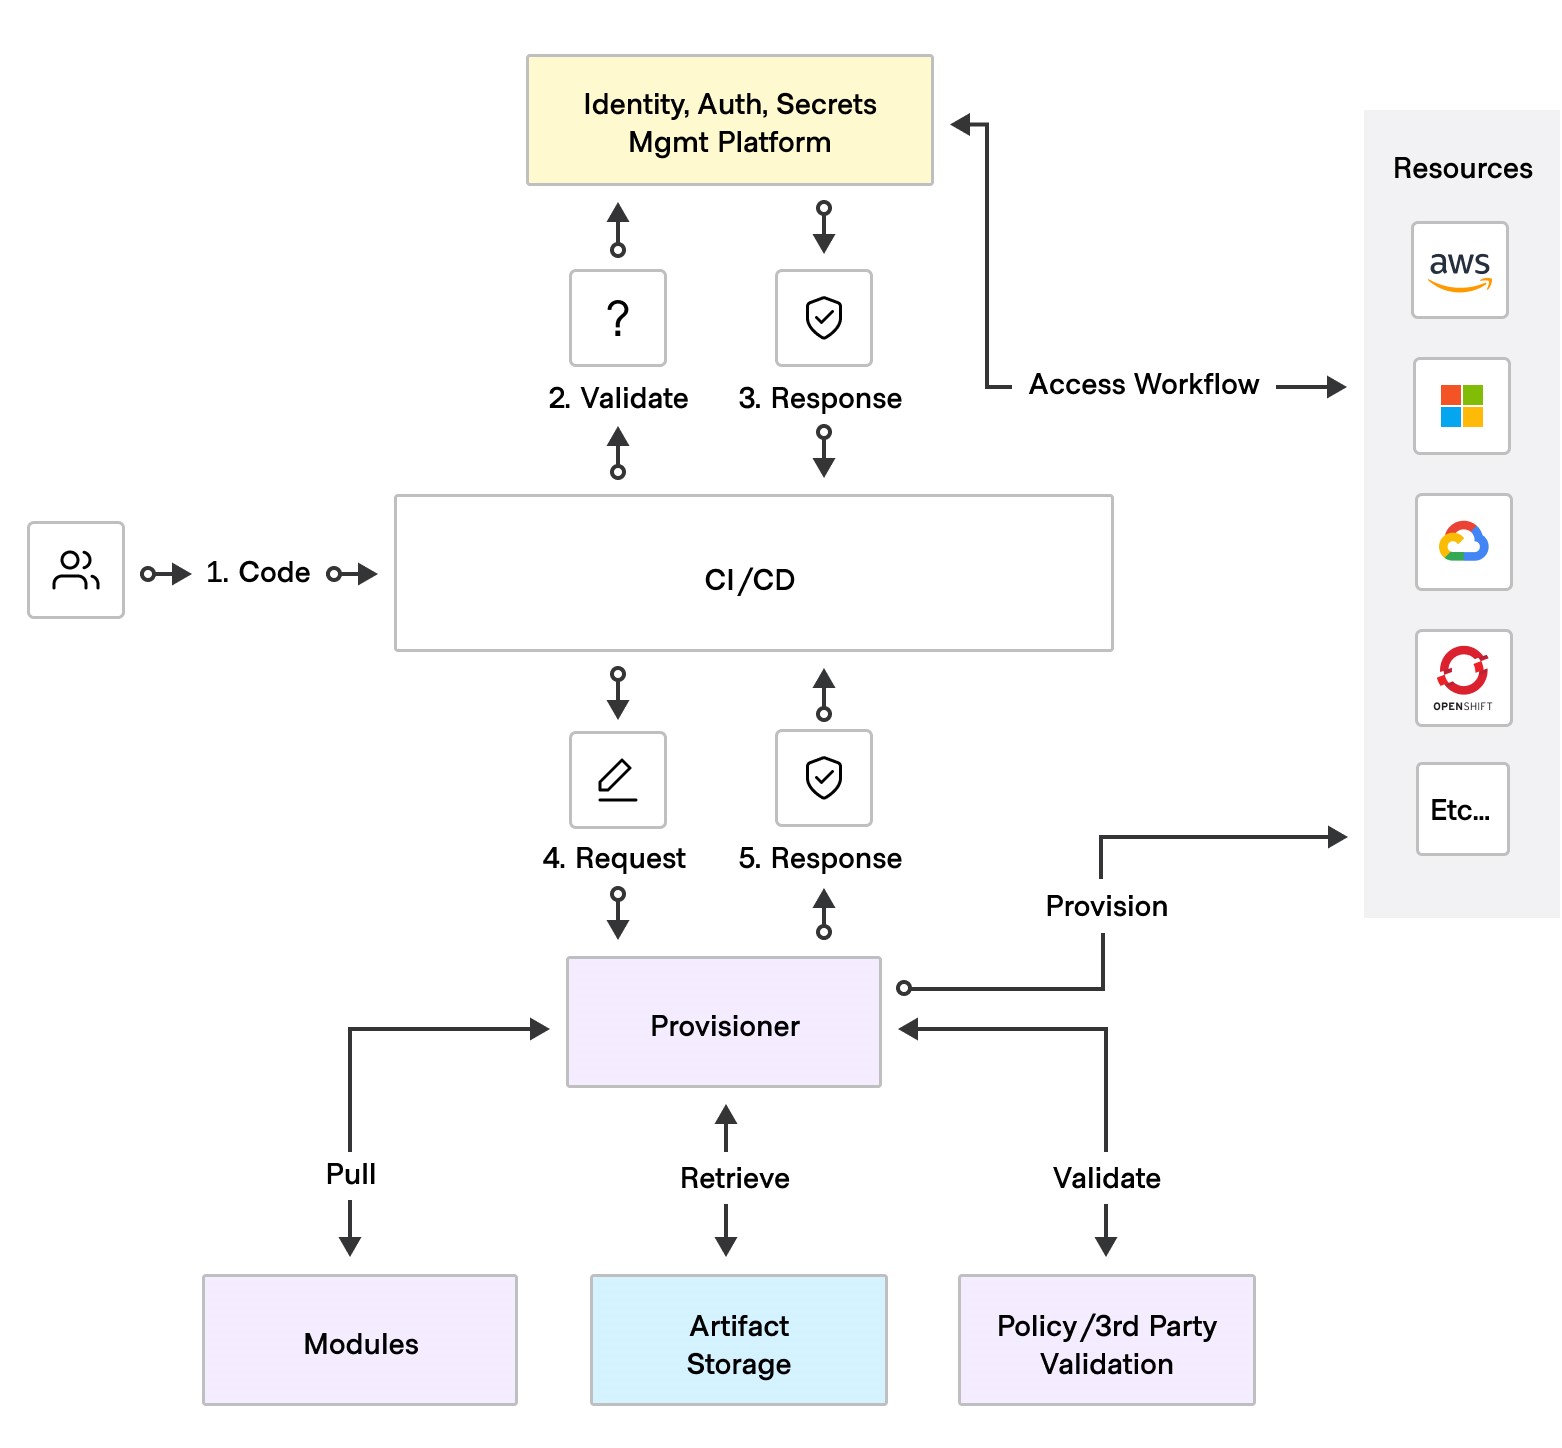 Identity, Auth, Secrets
Mgmt Platform
Resources
aws
?
2. Validate
3. Response
Access Workflow
1. Code
CI/CD
OPENSHIFT
Etc...
4. Request
5. Response
Provision
Provisioner
Pull
Retrieve
Validate
Modules
Artifact
Storage
Policy/3rd Party
Validation